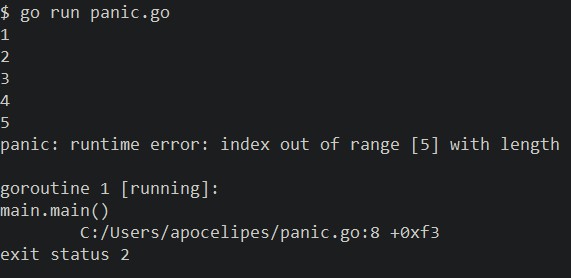 $ go run panic.go
1
2
3
4
5
panic: runtime error: index out of range [5] with length
goroutine 1 [running]:
main.main()
C:/Users/apocelipes/panic.go:8 +0xf3
exit status 2